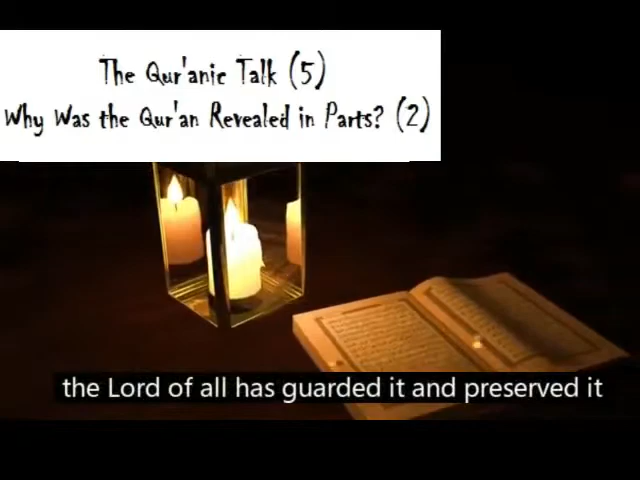 The Qur'anic Talk (5)
Why Was the Qur'an Revealed in Parts? (2)
the Lord of all has guarded it and preserved it